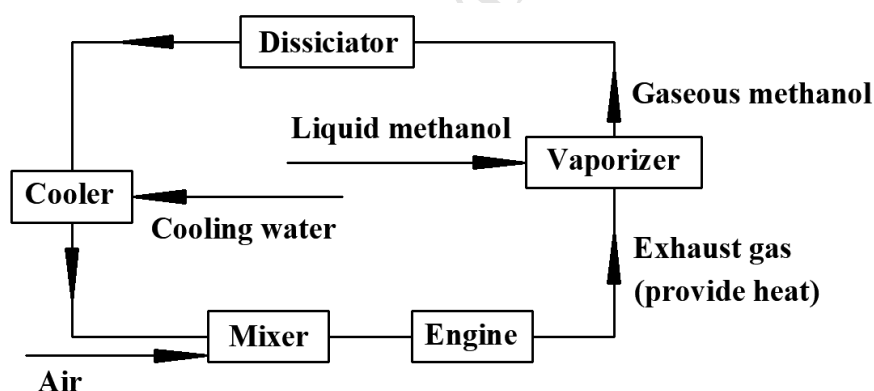 Dissiciator
Gaseous methanol
Liquid methanol
Vaporizer
Cooler
Cooling water
Exhaust gas
(provide heat)
Mixer
Engine
Air